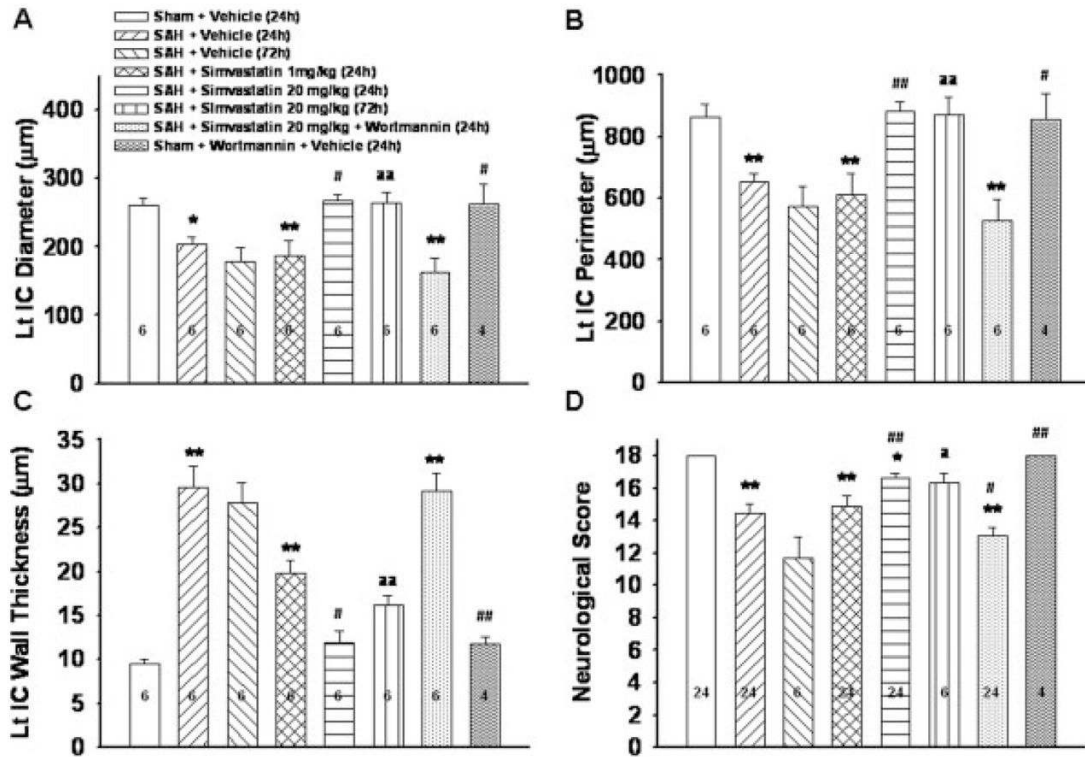 A
Sham + Vehicle (24h)
SAH + Vehicle (24h)
SAH + Vehicle (72h)
SAH + Simvastatin 1mg/kg (24h)
SAH + Simvastatin 20 mg/kg (24h)
SAH + Simvastatin 20 mg/kg (72h)
SAH + Simvastatin 20 mg/kg + Wortmannin (24h)
Sham + Wortmannin + Vehicle (24h)
Lt IC Diameter (μm)
400
300
200
100
0
* ** # aa ** #
6 6 6 6 6 6 6 4
B
Lt IC Perimeter (μm)
1000
800
600
400
200
0
** ** ## aa ** #
6 6 6 6 6 6 6 4
C
Lt IC Wall Thickness (μm)
35
30
25
20
15
10
5
0
** ** # aa ** ##
6 6 6 6 6 6 6 4
D
Neurological Score
18
16
14
12
10
8
6
4
2
0
** ** ## * a # ** ##
24 24 6 24 24 6 24 4